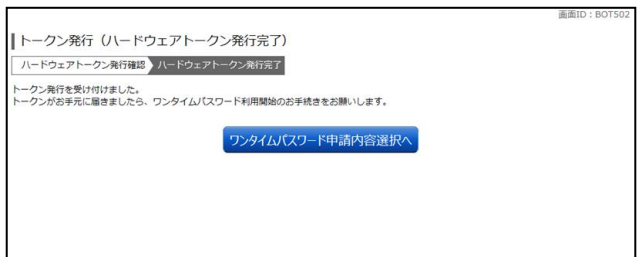 画面ID：BOT502
トークン発行（ハードウェアトークン発行完了）
ハードウェアトークン発行確認 ハードウェアトークン発行完了
トークン発行を受け付けました。
トークンがお手元に届きましたら、ワンタイムパスワード利用開始のお手続きをお願いします。
ワンタイムパスワード申請内容選択へ